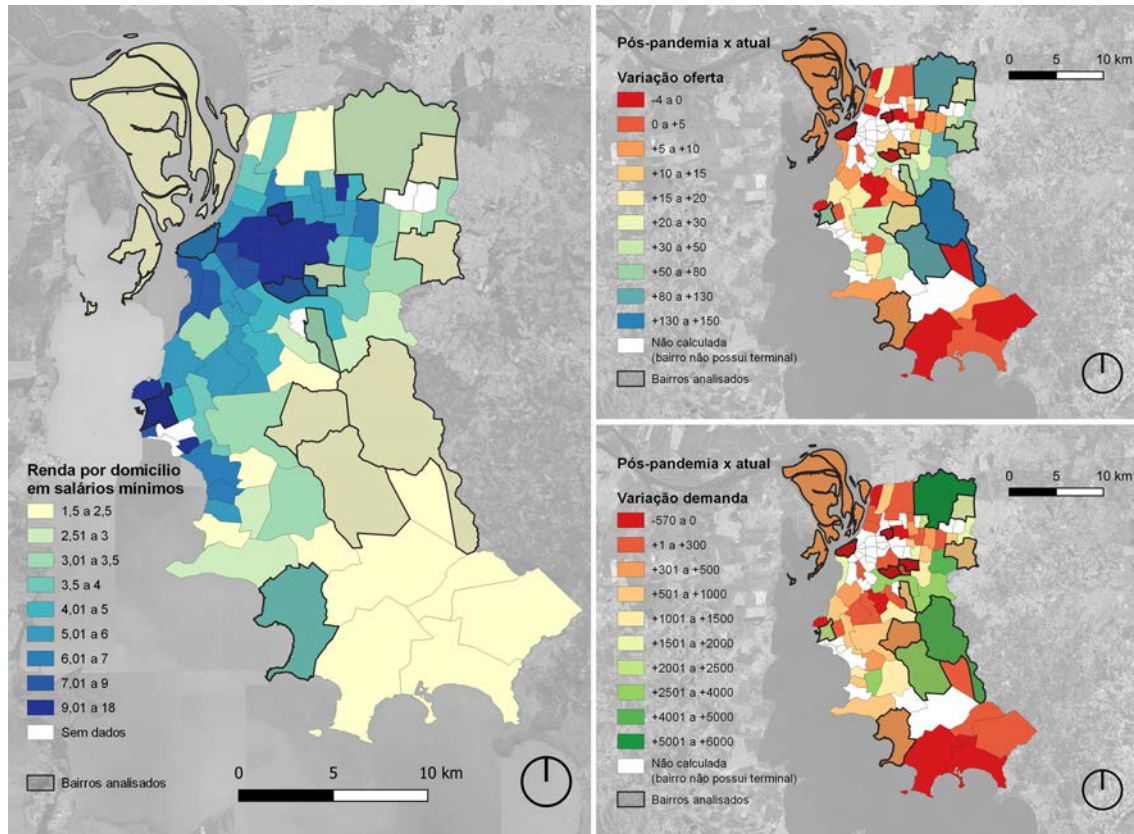 Renda por domicílio
em salários mínimos
1,5 a 2,5
2,51 a 3
3,01 a 3,5
3,5 a 4
4,01 a 5
5,01 a 6
6,01 a 7
7,01 a 9
9,01 a 18
Sem dados
Bairros analisados
0 5 10 km
Pós-pandemia x atual
0 5 10 km
Variação oferta
-4 a 0
0 a +5
+5 a +10
+10 a +15
+15 a +20
+20 a +30
+30 a +50
+50 a +80
+80 a +130
+130 a +150
Não calculada
(bairro não possui terminal)
Bairros analisados
Pós-pandemia x atual
0 5 10 km
Variação demanda
-570 a 0
+1 a +300
+301 a +500
+501 a +1000
+1001 a +1500
+1501 a +2000
+2001 a +2500
+2501 a +4000
+4001 a +5000
+5001 a +6000
Não calculada
(bairro não possui terminal)
Bairros analisados